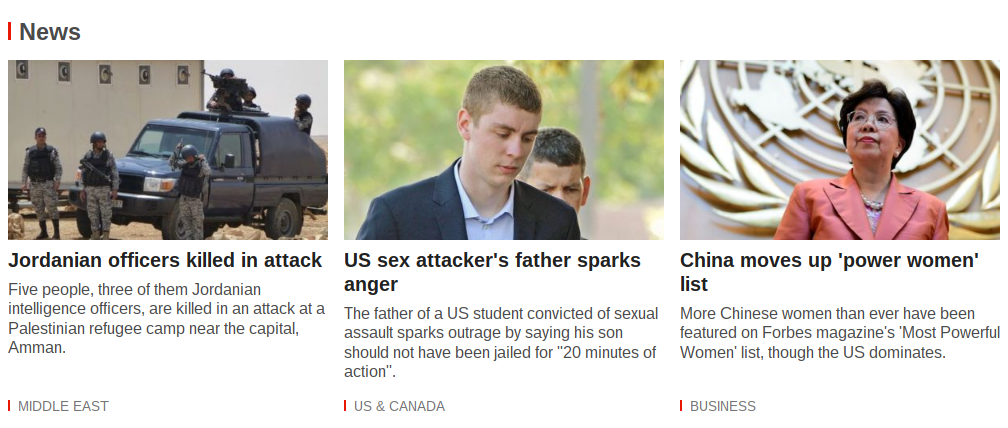 News
Jordanian officers killed in attack
Five people, three of them Jordanian
intelligence officers, are killed in an attack at a
Palestinian refugee camp near the capital,
Amman.
MIDDLE EAST
US sex attacker's father sparks
anger
The father of a US student convicted of sexual
assault sparks outrage by saying his son
should not have been jailed for "20 minutes of
action".
US & CANADA
China moves up 'power women'
list
More Chinese women than ever have been
featured on Forbes magazine's 'Most Powerful
Women' list, though the US dominates.
BUSINESS